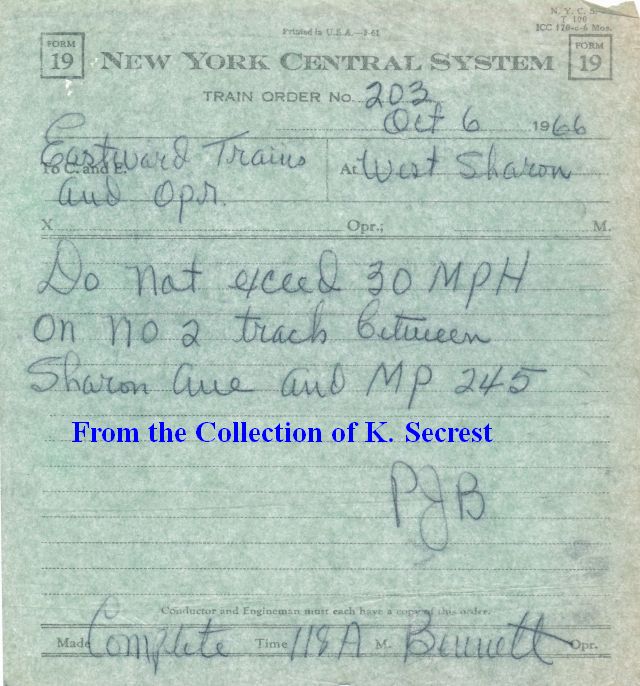 N. Y. C. S.
T 100
ICC 170-c-6 Mos.
Printed in U.S.A.—3-61
FORM
19
NEW YORK CENTRAL SYSTEM
FORM
19
TRAIN ORDER No. 203
Oct 6 1966
To C. and E. Eastward Trains
and Opr.
At West Sharon
X Opr.; M.
Do not exceed 30 MPH
on No 2 track between
Sharon Ave and MP 245
From the Collection of K. Secrest
PJB
Conductor and Engineman must each have a copy of this order.
Made Complete Time 118 A M. Bennett Opr.